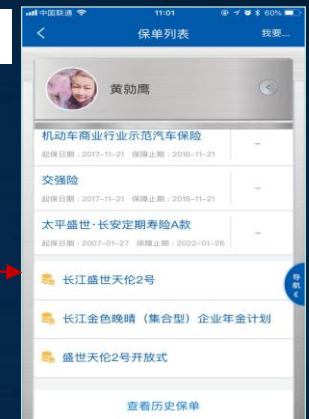 中国联通 11:01 60%
保单列表 我要...
黄勍鹰
机动车商业行业示范汽车保险
起保日期：2017-11-21 保障止期：2018-11-21
交强险
起保日期：2017-11-21 保障止期：2018-11-21
太平盛世·长安定期寿险A款
起保日期：2007-01-27 保障止期：2022-01-26
长江盛世天伦2号
导航
长江金色晚晴（集合型）企业年金计划
盛世天伦2号开放式
查看历史保单